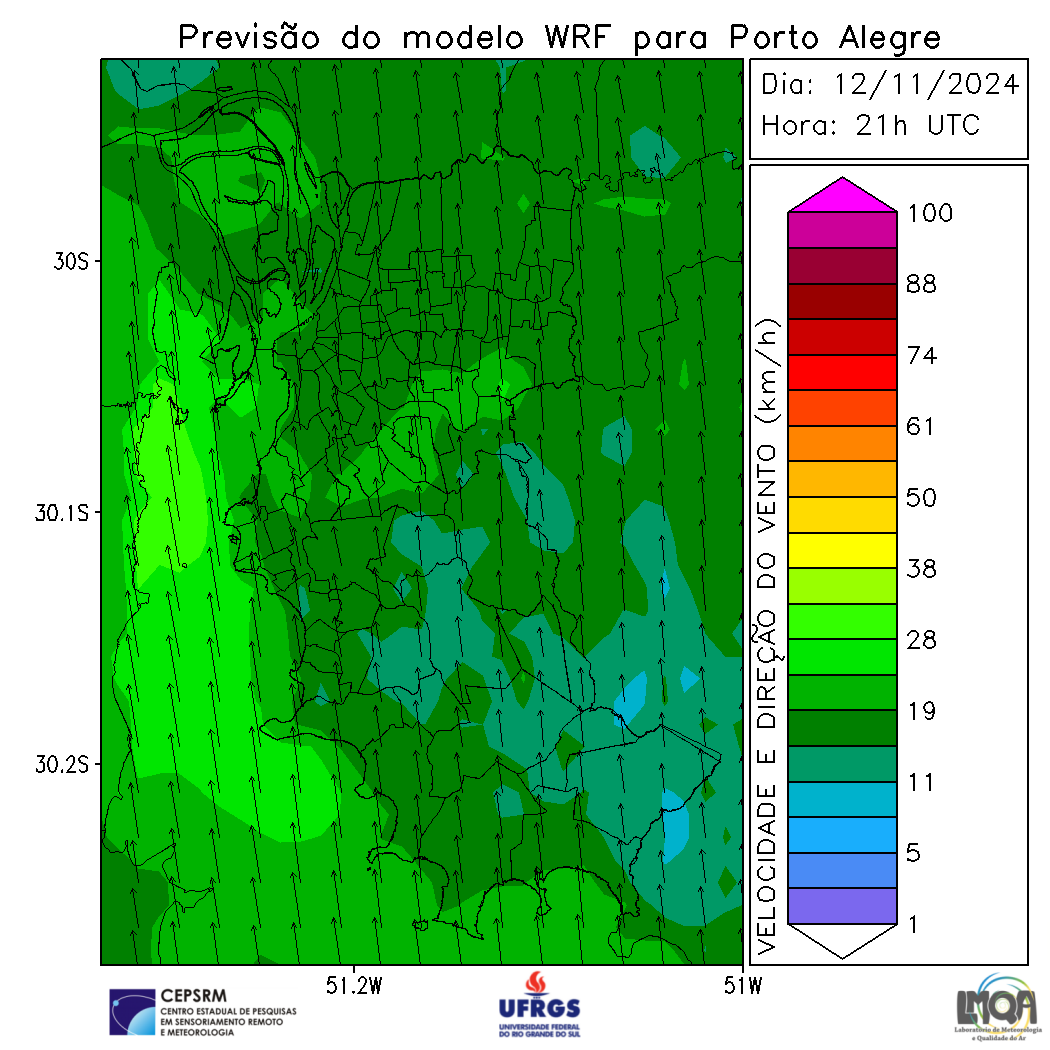 Previsão do modelo WRF para Porto Alegre
Dia: 12/11/2024
Hora: 21h UTC
30S
30.1S
30.2S
51.2W
51W
VELOCIDADE E DIREÇÃO DO VENTO (km/h)
100
88
74
61
50
38
28
19
11
5
1
CEPSRM
CENTRO ESTADUAL DE PESQUISAS
EM SENSORIAMENTO REMOTO
E METEOROLOGIA
UFRGS
UNIVERSIDADE FEDERAL
DO RIO GRANDE DO SUL
LMQA
Laboratório de Meteorologia
e Qualidade do Ar